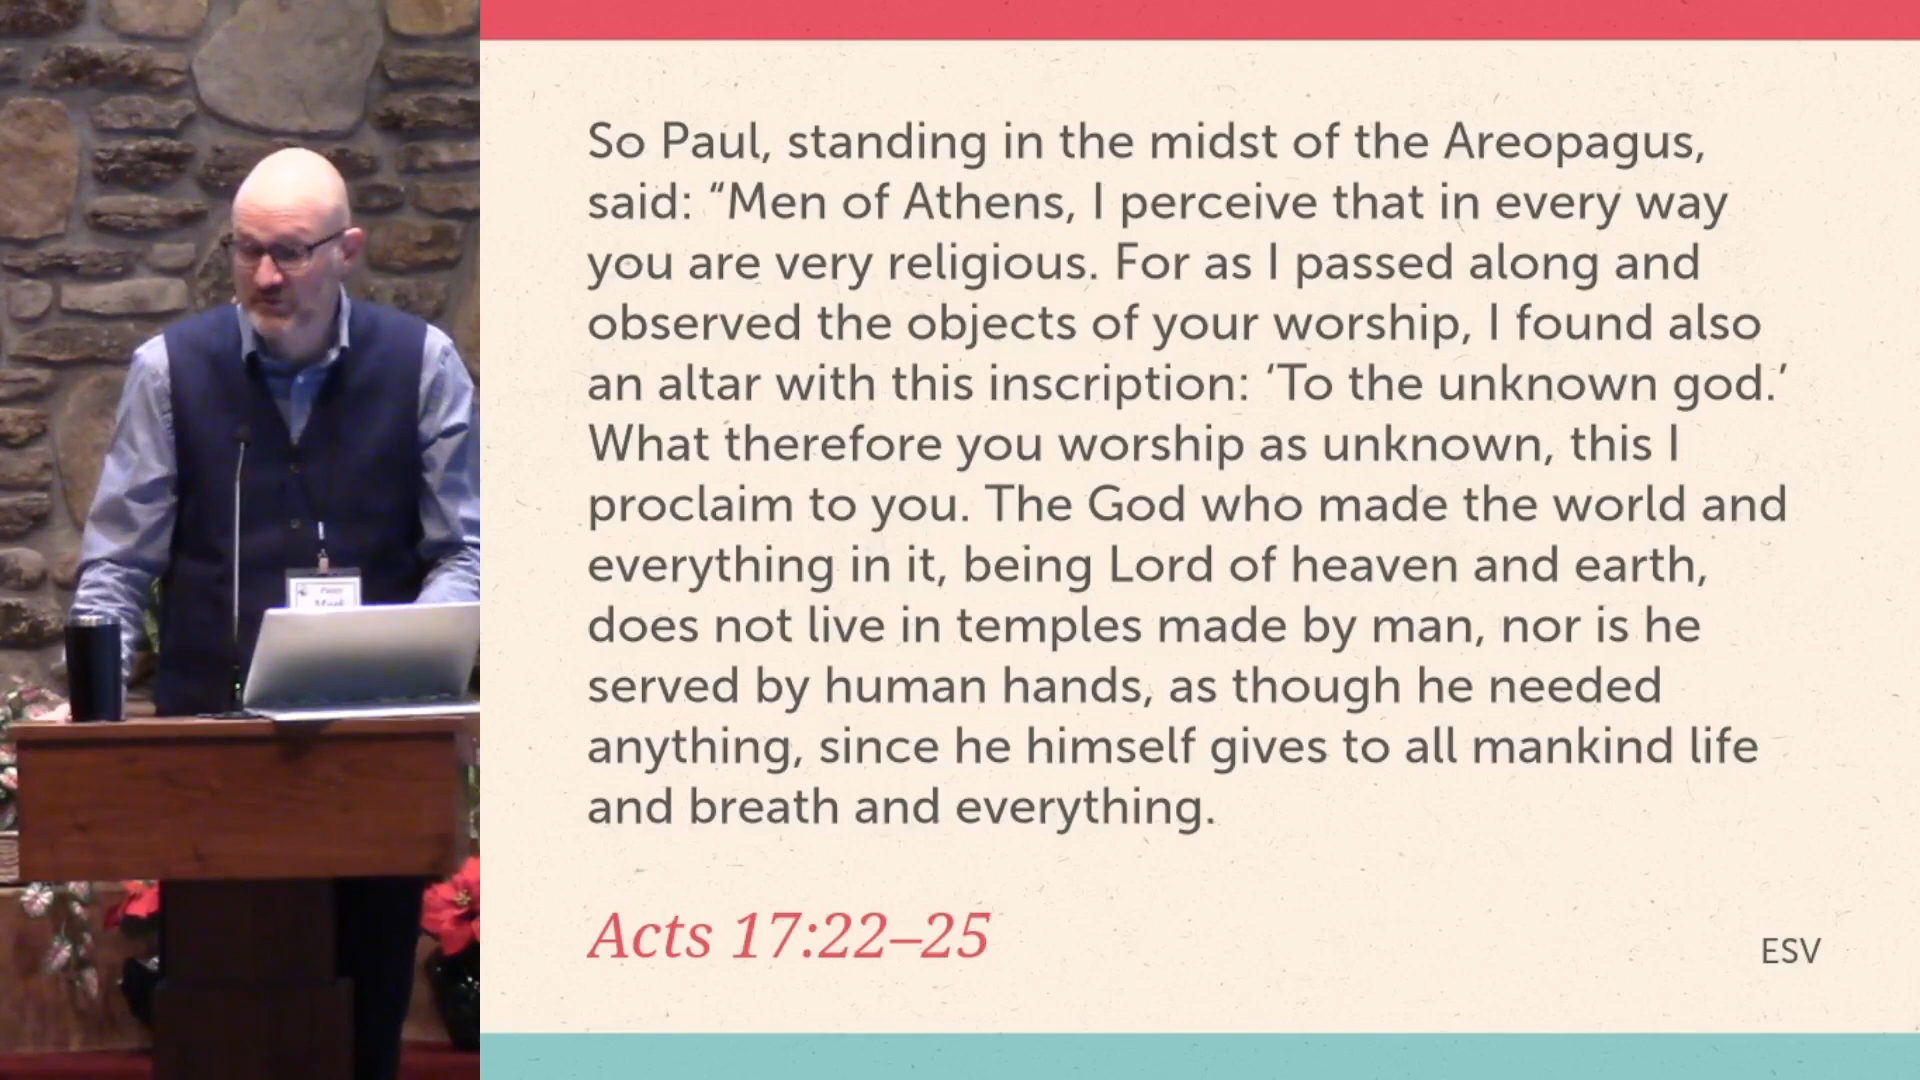 So Paul, standing in the midst of the Areopagus,
said: “Men of Athens, I perceive that in every way
you are very religious. For as I passed along and
observed the objects of your worship, I found also
an altar with this inscription: ‘To the unknown god.’
What therefore you worship as unknown, this I
proclaim to you. The God who made the world and
everything in it, being Lord of heaven and earth,
does not live in temples made by man, nor is he
served by human hands, as though he needed
anything, since he himself gives to all mankind life
and breath and everything.
Acts 17:22–25
ESV
Mark